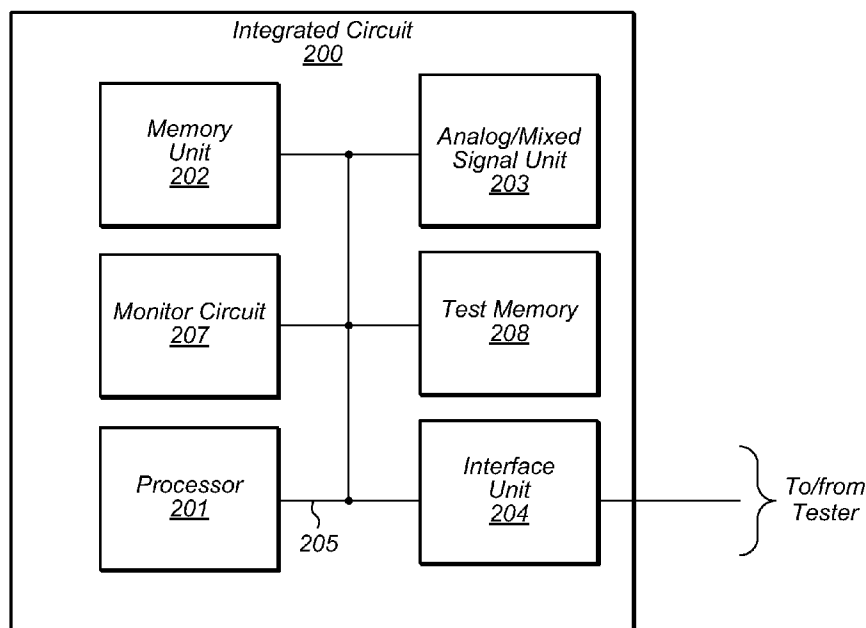 Integrated Circuit
200
Memory
Unit
202
Analog/Mixed
Signal Unit
203
Monitor Circuit
207
Test Memory
208
Processor
201
205
Interface
Unit
204
To/from
Tester